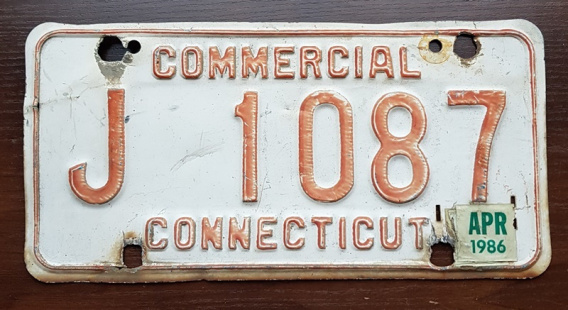 COMMERCIAL
J 1087
CONNECTICUT
APR
1986